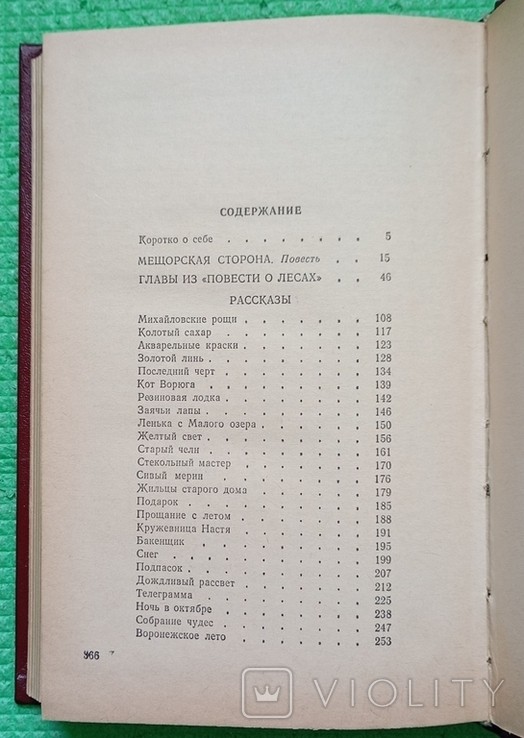 СОДЕРЖАНИЕ
Коротко о себе . . . . . . . . 5
МЕЩОРСКАЯ СТОРОНА. Повесть . . 15
ГЛАВЫ ИЗ «ПОВЕСТИ О ЛЕСАХ» . 46
РАССКАЗЫ
Михайловские рощи . . . . . . . 108
Колотый сахар . . . . . . . . 117
Акварельные краски . . . . . . . 123
Золотой линь . . . . . . . . . 128
Последний черт . . . . . . . . 134
Кот Ворюга . . . . . . . . . 139
Резиновая лодка . . . . . . . . 142
Заячьи лапы . . . . . . . . . 146
Ленька с Малого озера . . . . . . 150
Желтый свет . . . . . . . . . 156
Старый челн . . . . . . . . . 161
Стекольный мастер . . . . . . . 170
Сивый мерин . . . . . . . . . 176
Жильцы старого дома . . . . . . 179
Подарок . . . . . . . . . . 185
Прощание с летом . . . . . . . . 188
Кружевница Настя . . . . . . . . 191
Бакенщик . . . . . . . . . . 195
Снег . . . . . . . . . . . 199
Подпасок . . . . . . . . . . 207
Дождливый рассвет . . . . . . . 212
Телеграмма . . . . . . . . . 225
Ночь в октябре . . . . . . . . 238
Собрание чудес . . . . . . . . 247
Воронежское лето . . . . . . . . 253
366
VIOLITY